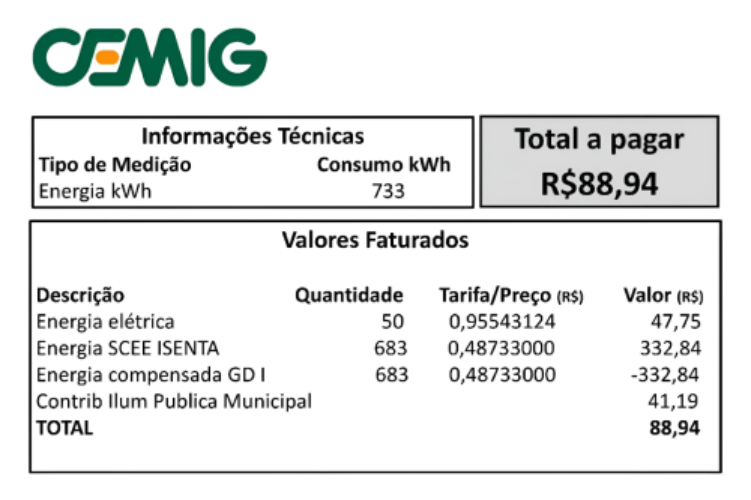 CEMIG
Informações Técnicas
Tipo de Medição Consumo kWh
Energia kWh 733
Total a pagar
R$88,94
Valores Faturados
Descrição Quantidade Tarifa/Preço (R$) Valor (R$)
Energia elétrica 50 0,95543124 47,75
Energia SCEE ISENTA 683 0,48733000 332,84
Energia compensada GD I 683 0,48733000 -332,84
Contrib Ilum Publica Municipal 41,19
TOTAL 88,94